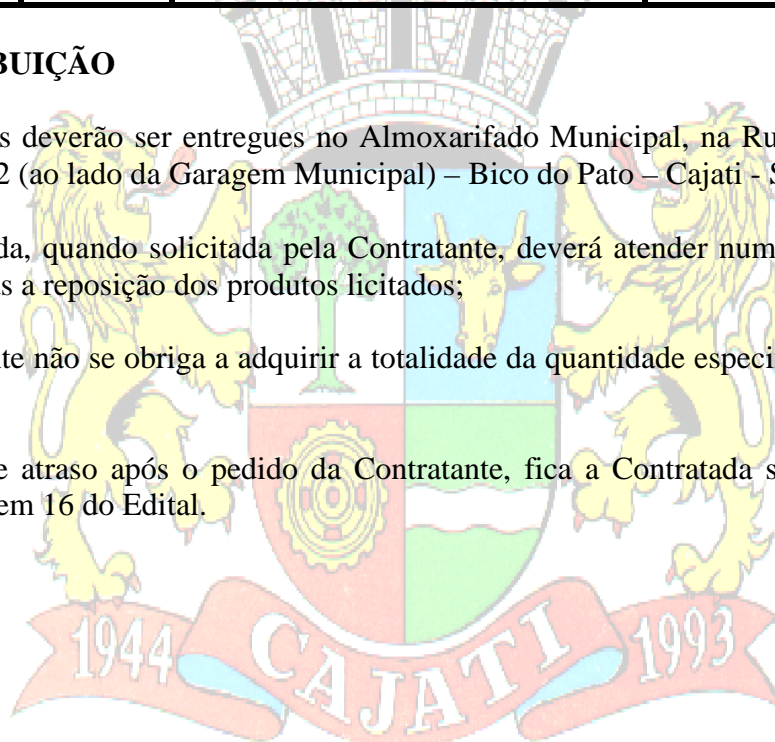 BUIÇÃO
s deverão ser entregues no Almoxarifado Municipal, na Ru
2 (ao lado da Garagem Municipal) – Bico do Pato – Cajati - S
da, quando solicitada pela Contratante, deverá atender num
s a reposição dos produtos licitados;
te não se obriga a adquirir a totalidade da quantidade especi
e atraso após o pedido da Contratante, fica a Contratada s
em 16 do Edital.
1944 CAJATI 1993